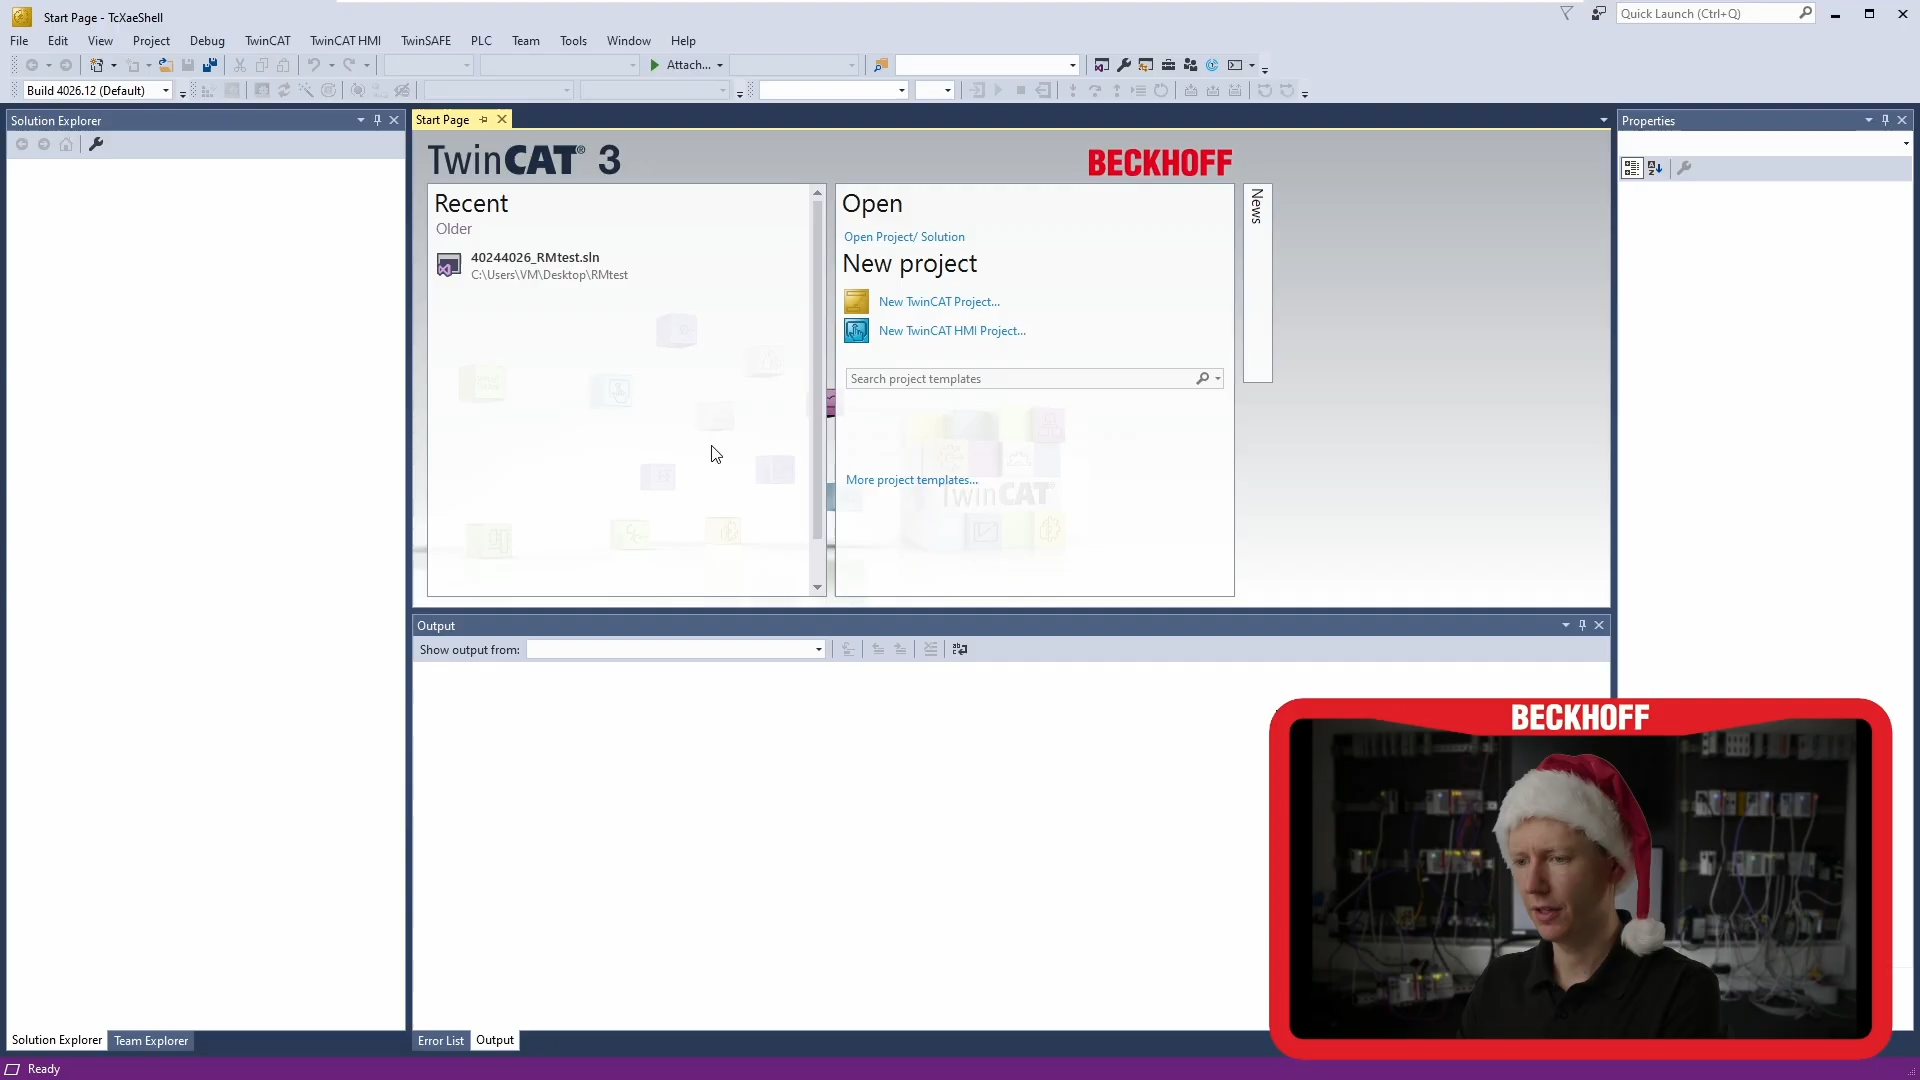 Start Page - TcXaeShell
Quick Launch (Ctrl+Q)
File Edit View Project Debug TwinCAT TwinCAT HMI TwinSAFE PLC Team Tools Window Help
Attach...
Build 4026.12 (Default)
Solution Explorer
Start Page
Properties
TwinCAT® 3
BECKHOFF
Recent
Older
40244026_RMtest.sln
C:\Users\VM\Desktop\RMtest
Open
Open Project/ Solution
New project
New TwinCAT Project...
New TwinCAT HMI Project...
Search project templates
More project templates...
TwinCAT
News
Output
Show output from:
BECKHOFF
Solution Explorer Team Explorer
Error List Output
Ready